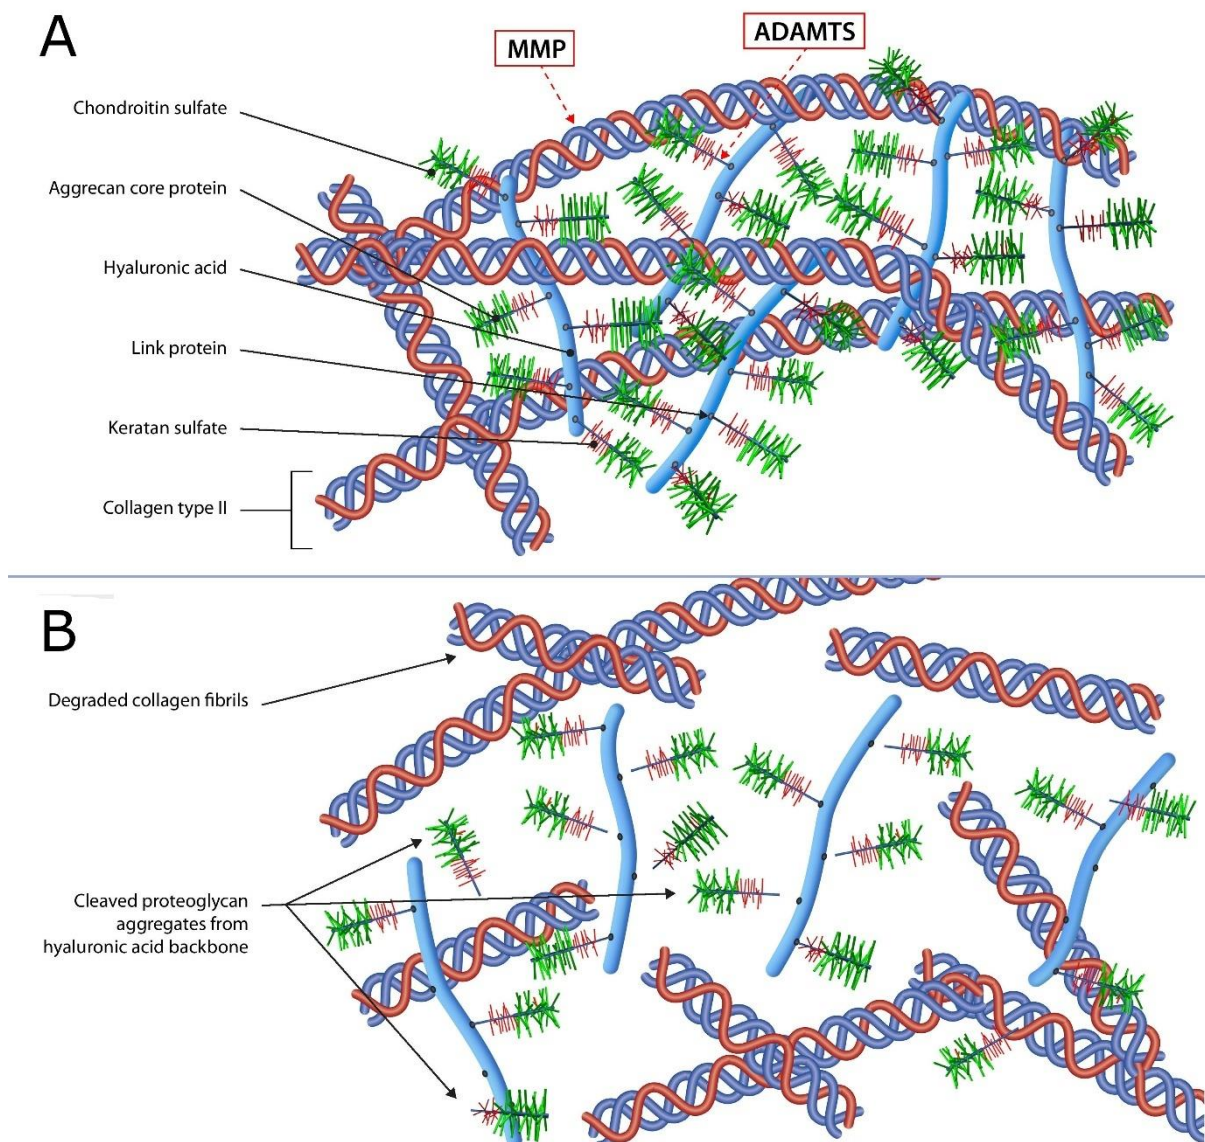 A
MMP
ADAMTS
Chondroitin sulfate
Aggrecan core protein
Hyaluronic acid
Link protein
Keratan sulfate
Collagen type II
B
Degraded collagen fibrils
Cleaved proteoglycan
aggregates from
hyaluronic acid backbone